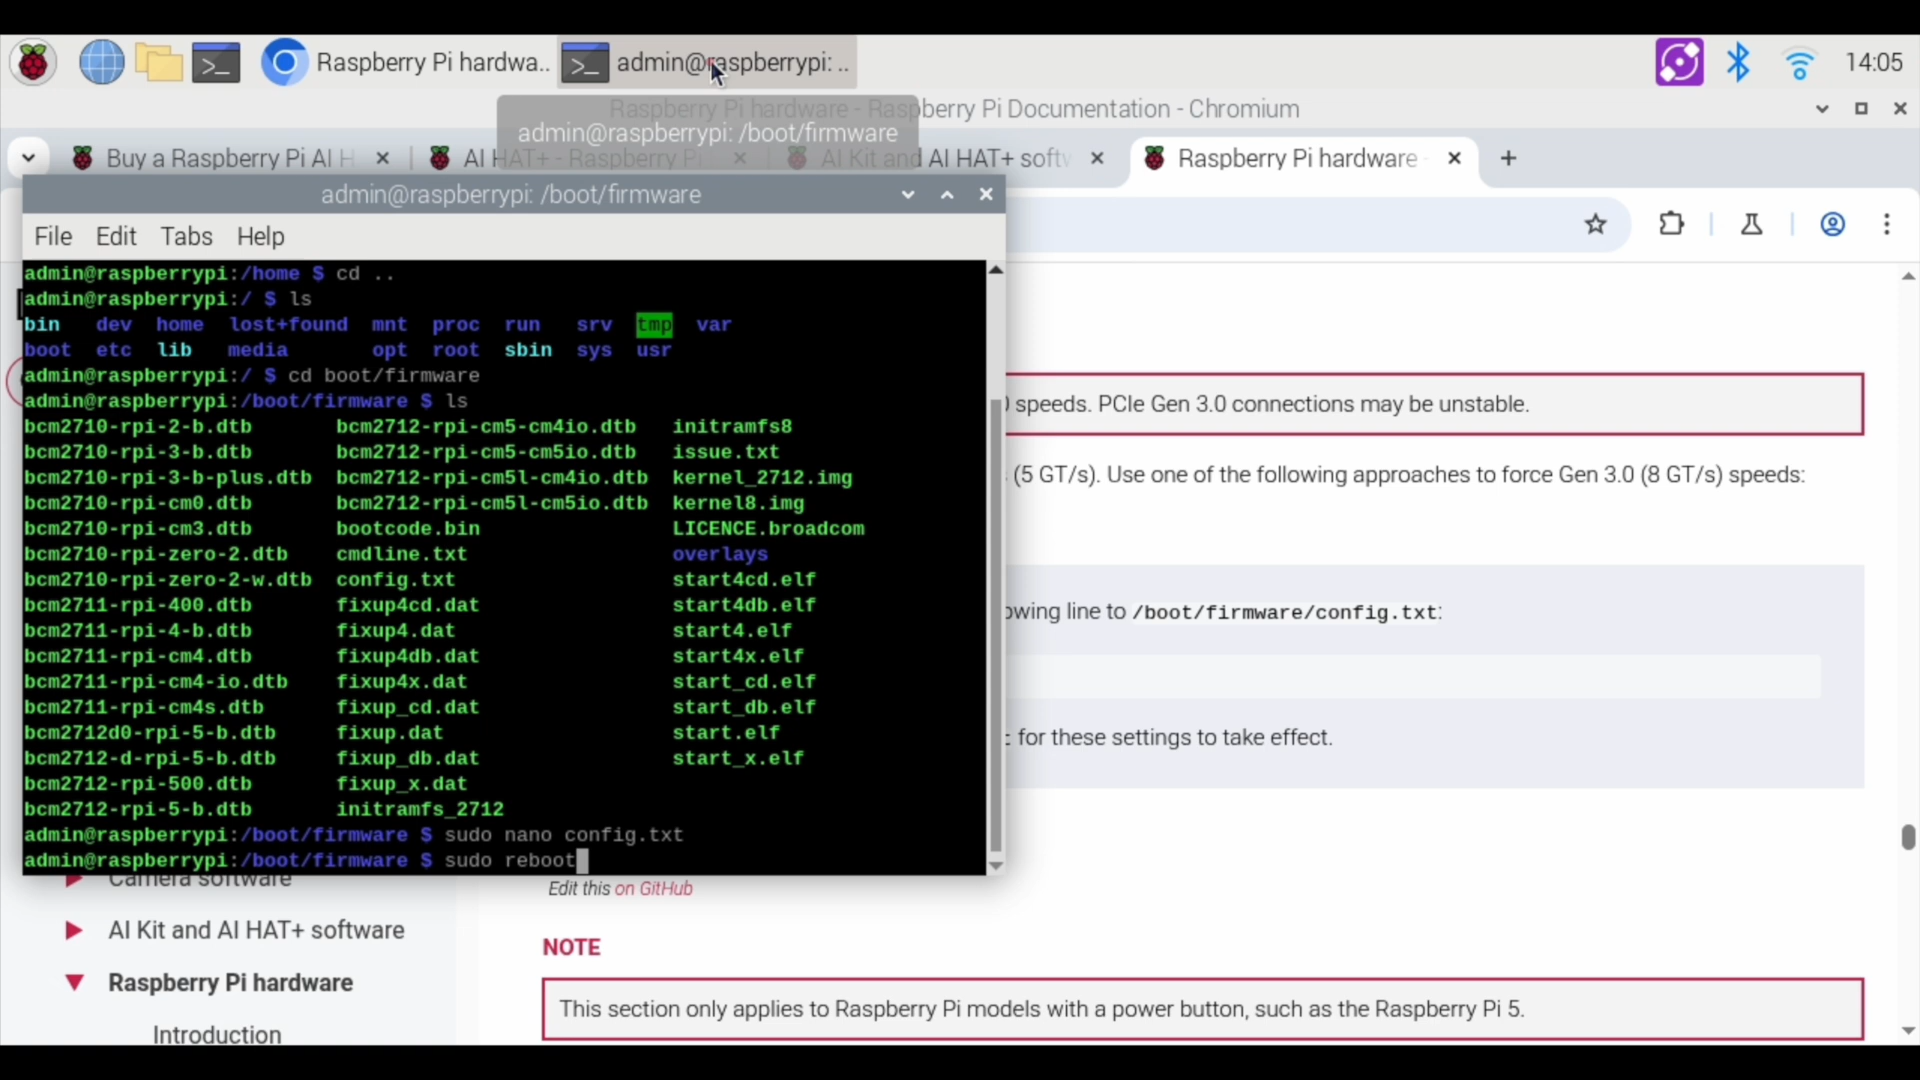 Raspberry Pi hardwa..
admin@raspberrypi: ..
14:05
Raspberry Pi hardware - Raspberry Pi Documentation - Chromium
admin@raspberrypi: /boot/firmware
Buy a Raspberry Pi AI H
AI HAT+ - Raspberry Pi
AI Kit and AI HAT+ softw
Raspberry Pi hardware -
admin@raspberrypi: /boot/firmware
File Edit Tabs Help
admin@raspberrypi:/home $ cd ..
admin@raspberrypi:/ $ ls
bin dev home lost+found mnt proc run srv tmp var
boot etc lib media opt root sbin sys usr
admin@raspberrypi:/ $ cd boot/firmware
admin@raspberrypi:/boot/firmware $ ls
bcm2710-rpi-2-b.dtb bcm2712-rpi-cm5-cm4io.dtb initramfs8
bcm2710-rpi-3-b.dtb bcm2712-rpi-cm5-cm5io.dtb issue.txt
bcm2710-rpi-3-b-plus.dtb bcm2712-rpi-cm5l-cm4io.dtb kernel_2712.img
bcm2710-rpi-cm0.dtb bcm2712-rpi-cm5l-cm5io.dtb kernel8.img
bcm2710-rpi-cm3.dtb bootcode.bin LICENCE.broadcom
bcm2710-rpi-zero-2.dtb cmdline.txt overlays
bcm2710-rpi-zero-2-w.dtb config.txt start4cd.elf
bcm2711-rpi-400.dtb fixup4cd.dat start4db.elf
bcm2711-rpi-4-b.dtb fixup4.dat start4.elf
bcm2711-rpi-cm4.dtb fixup4db.dat start4x.elf
bcm2711-rpi-cm4-io.dtb fixup4x.dat start_cd.elf
bcm2711-rpi-cm4s.dtb fixup_cd.dat start_db.elf
bcm2712d0-rpi-5-b.dtb fixup.dat start.elf
bcm2712-d-rpi-5-b.dtb fixup_db.dat start_x.elf
bcm2712-rpi-500.dtb fixup_x.dat
bcm2712-rpi-5-b.dtb initramfs_2712
admin@raspberrypi:/boot/firmware $ sudo nano config.txt
admin@raspberrypi:/boot/firmware $ sudo reboot
speeds. PCIe Gen 3.0 connections may be unstable.
(5 GT/s). Use one of the following approaches to force Gen 3.0 (8 GT/s) speeds:
line to /boot/firmware/config.txt:
for these settings to take effect.
Camera software
AI Kit and AI HAT+ software
Raspberry Pi hardware
Introduction
Edit this on GitHub
NOTE
This section only applies to Raspberry Pi models with a power button, such as the Raspberry Pi 5.